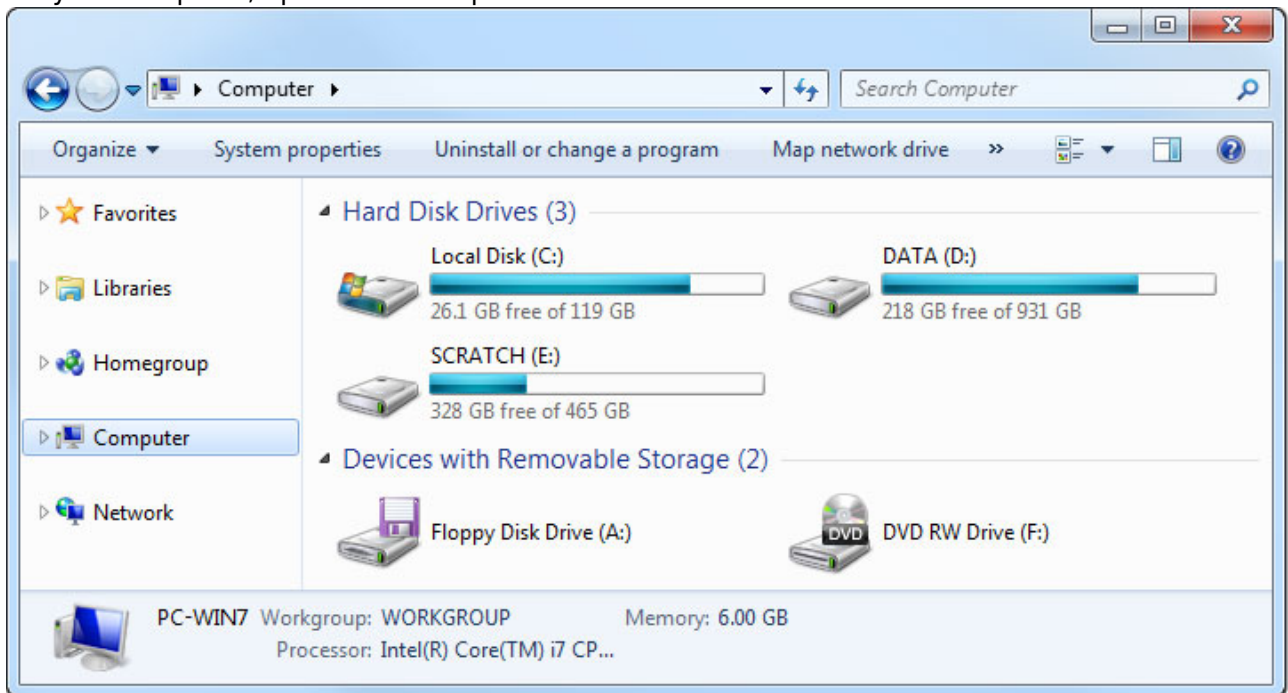 Computer
Search Computer
Organize System properties Uninstall or change a program Map network drive »
Favorites
Libraries
Homegroup
Computer
Network
Hard Disk Drives (3)
Local Disk (C:)
26.1 GB free of 119 GB
DATA (D:)
218 GB free of 931 GB
SCRATCH (E:)
328 GB free of 465 GB
Devices with Removable Storage (2)
Floppy Disk Drive (A:)
DVD
DVD RW Drive (F:)
PC-WIN7 Workgroup: WORKGROUP Memory: 6.00 GB
Processor: Intel(R) Core(TM) i7 CP...